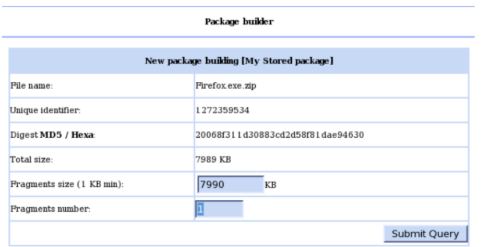 Package builder
New package building [My Stored package]
File name: Firefox.exe.zip
Unique identifier: 1272359534
Digest MD5 / Hexa: 20068f311d30883cd2d58f81dae94630
Total size: 7989 KB
Fragments size (1 KB min): 7990 KB
Fragments number: 1
Submit Query